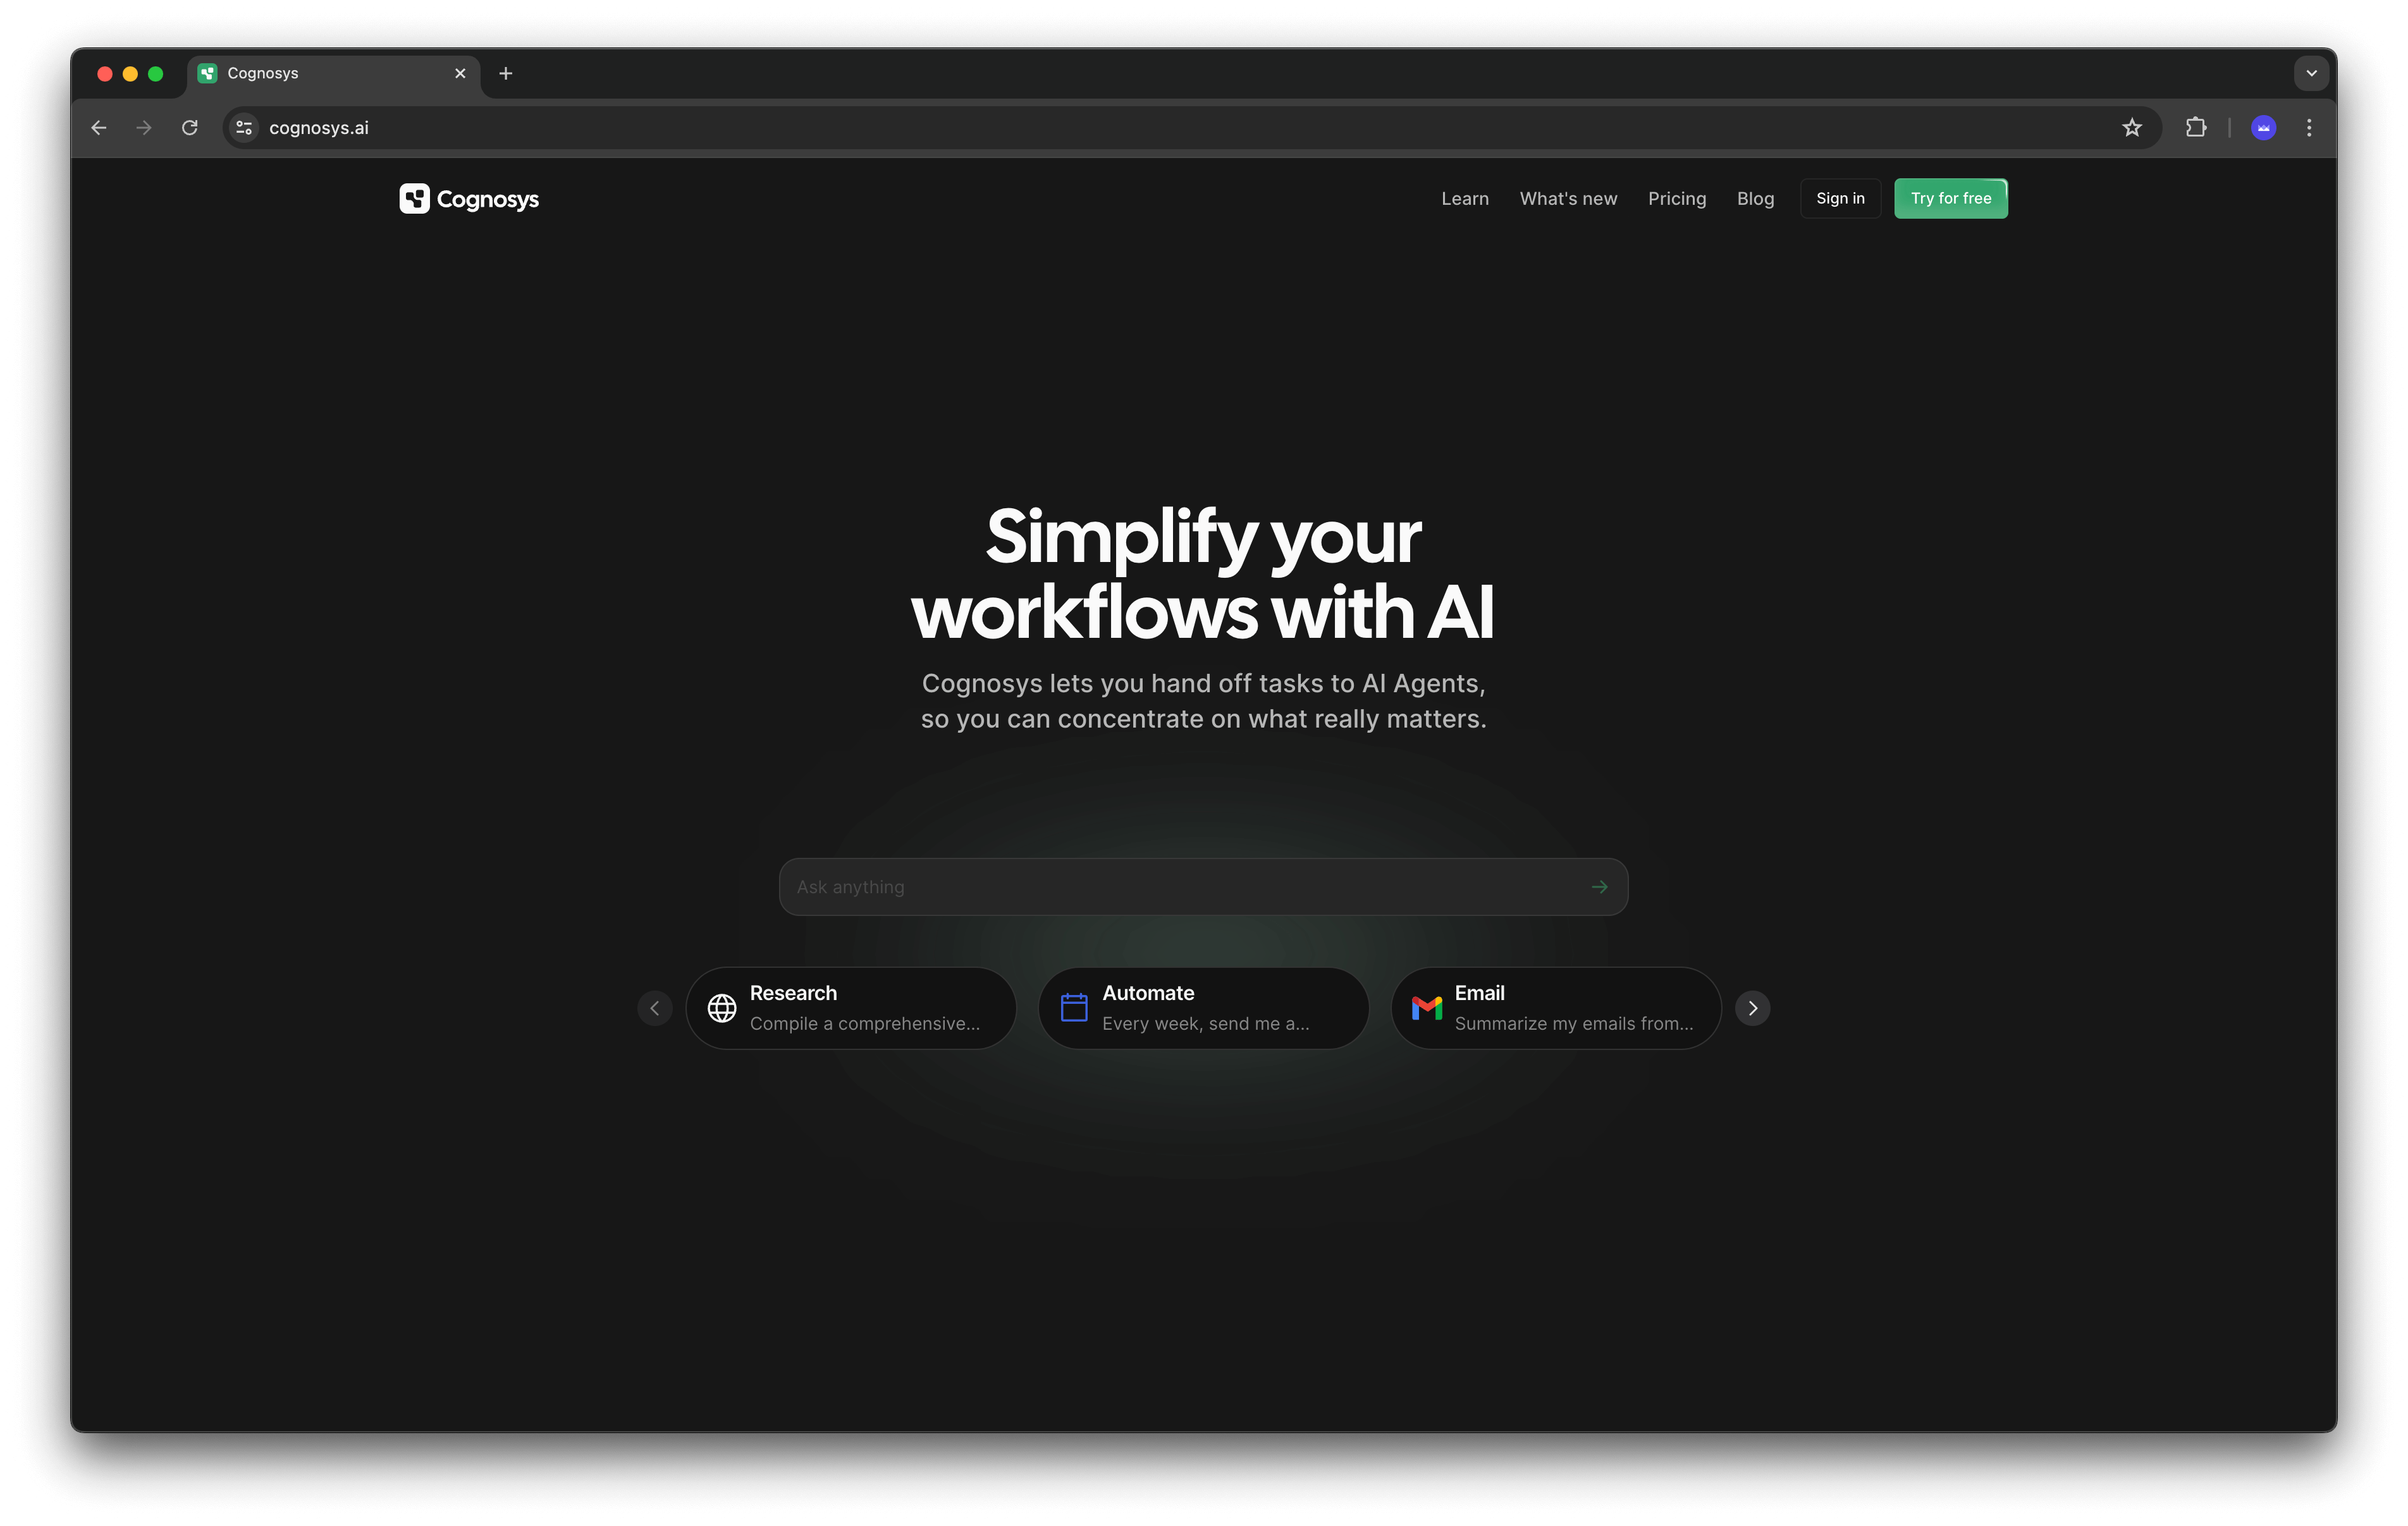 Cognosys
cognosys.ai
Cognosys
Learn
What's new
Pricing
Blog
Sign in
Try for free
Simplify your
workflows with AI
Cognosys lets you hand off tasks to AI Agents,
so you can concentrate on what really matters.
Ask anything
Research
Compile a comprehensive...
Automate
Every week, send me a...
Email
Summarize my emails from...